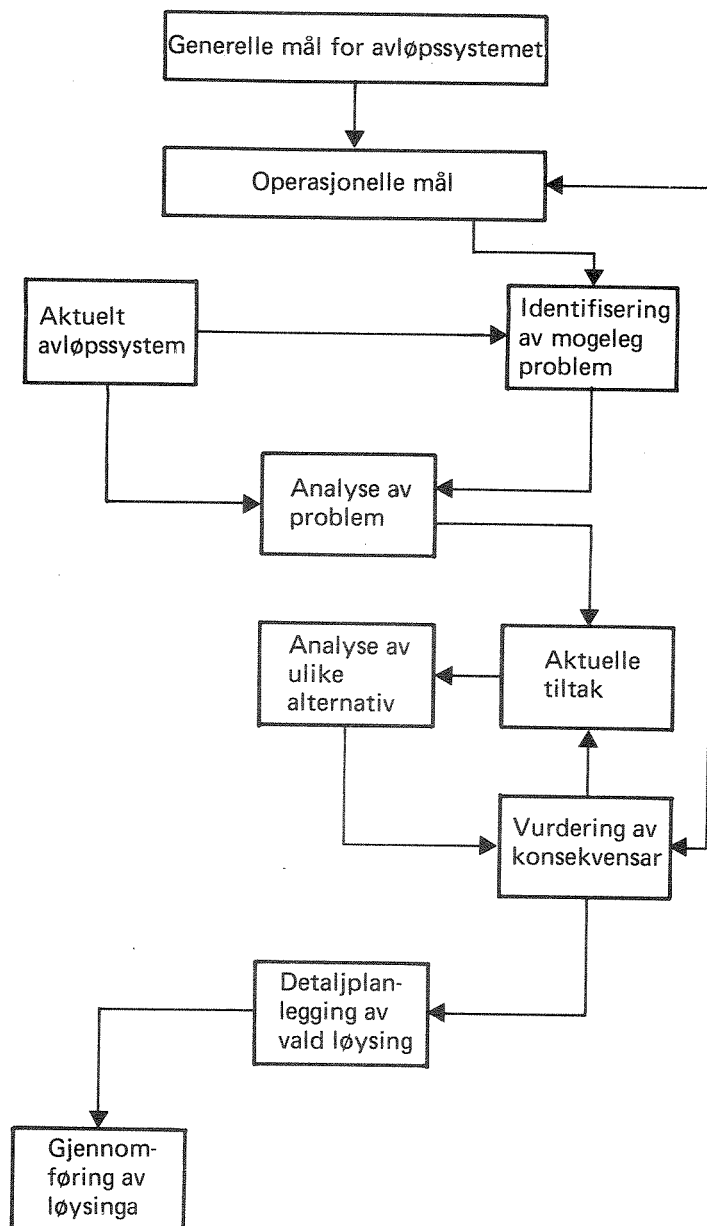 Generelle mål for avløpssystemet
Operasjonelle mål
Aktuelt
avløpssystem
Identifisering
av mogeleg
problem
Analyse av
problem
Analyse av
ulike
alternativ
Aktuelle
tiltak
Vurdering av
konsekvensar
Detaljplan-
legging av
vald løysing
Gjennom-
føring av
løysinga